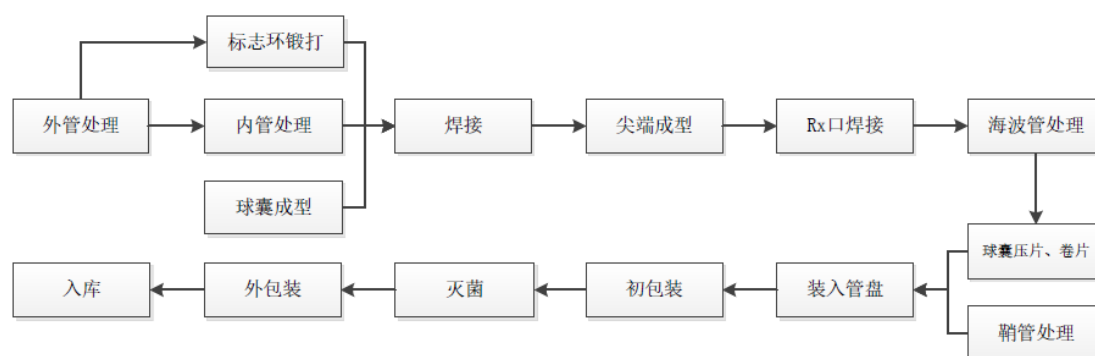 标志环锻打
外管处理
内管处理
焊接
尖端成型
Rx口焊接
海波管处理
球囊成型
球囊压片、卷片
入库
外包装
灭菌
初包装
装入管盘
鞘管处理